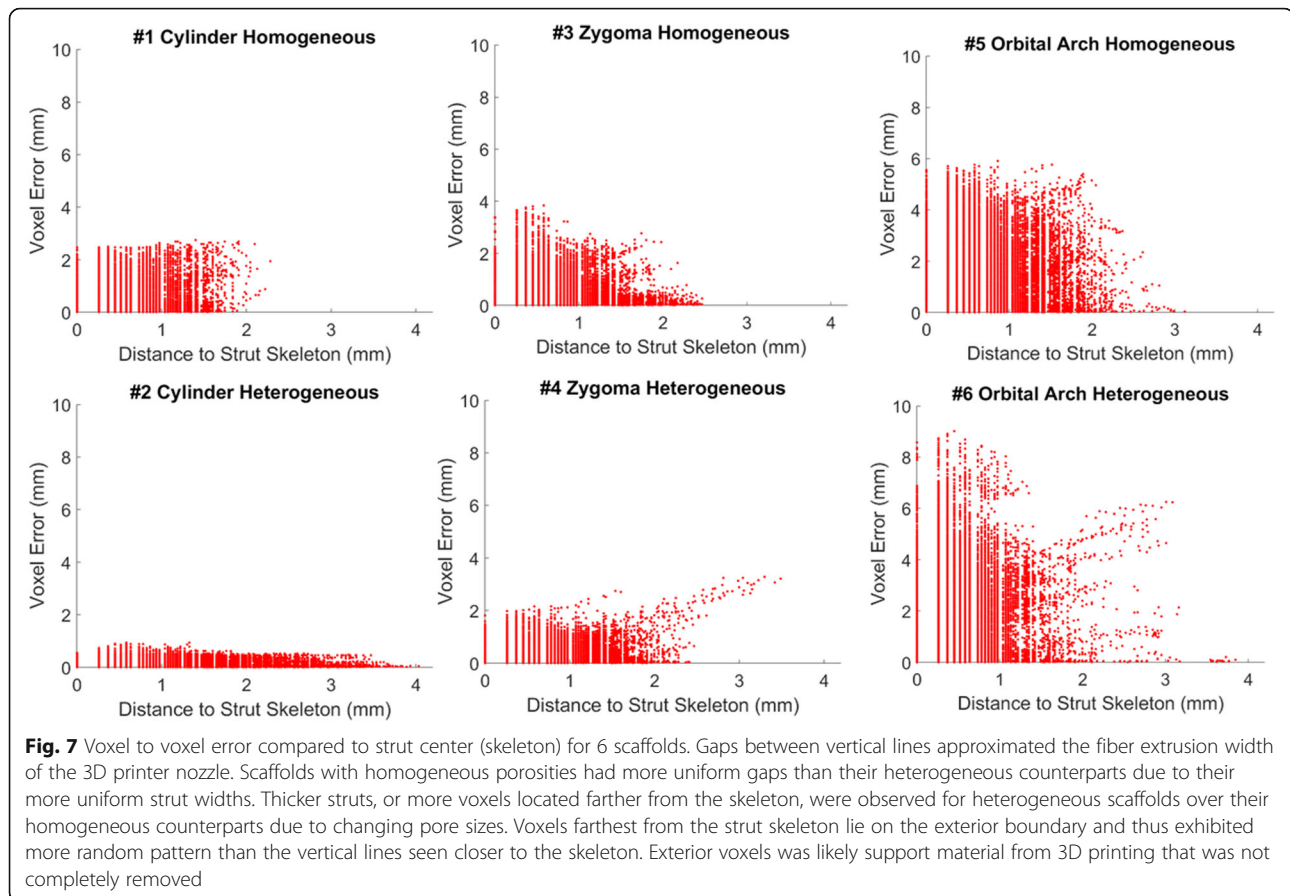 #1 Cylinder Homogeneous
10
8
6
4
2
0
Voxel Error (mm)
0 1 2 3 4
Distance to Strut Skeleton (mm)
#3 Zygoma Homogeneous
10
8
6
4
2
0
Voxel Error (mm)
0 1 2 3 4
Distance to Strut Skeleton (mm)
#5 Orbital Arch Homogeneous
10
8
6
4
2
0
Voxel Error (mm)
0 1 2 3 4
Distance to Strut Skeleton (mm)
#2 Cylinder Heterogeneous
10
8
6
4
2
0
Voxel Error (mm)
0 1 2 3 4
Distance to Strut Skeleton (mm)
#4 Zygoma Heterogeneous
10
8
6
4
2
0
Voxel Error (mm)
0 1 2 3 4
Distance to Strut Skeleton (mm)
#6 Orbital Arch Heterogeneous
10
8
6
4
2
0
Voxel Error (mm)
0 1 2 3 4
Distance to Strut Skeleton (mm)
Fig. 7 Voxel to voxel error compared to strut center (skeleton) for 6 scaffolds. Gaps between vertical lines approximated the fiber extrusion width
of the 3D printer nozzle. Scaffolds with homogeneous porosities had more uniform gaps than their heterogeneous counterparts due to their
more uniform strut widths. Thicker struts, or more voxels located farther from the skeleton, were observed for heterogeneous scaffolds over their
homogeneous counterparts due to changing pore sizes. Voxels farthest from the strut skeleton lie on the exterior boundary and thus exhibited
more random pattern than the vertical lines seen closer to the skeleton. Exterior voxels was likely support material from 3D printing that was not
completely removed